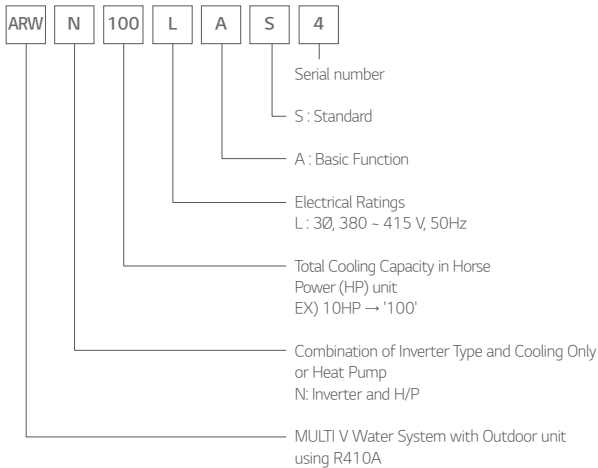 ARW N 100 L A S 4
Serial number
S : Standard
A : Basic Function
Electrical Ratings
L : 3Ø, 380 ~ 415 V, 50Hz
Total Cooling Capacity in Horse
Power (HP) unit
EX) 10HP → '100'
Combination of Inverter Type and Cooling Only
or Heat Pump
N: Inverter and H/P
MULTI V Water System with Outdoor unit
using R410A